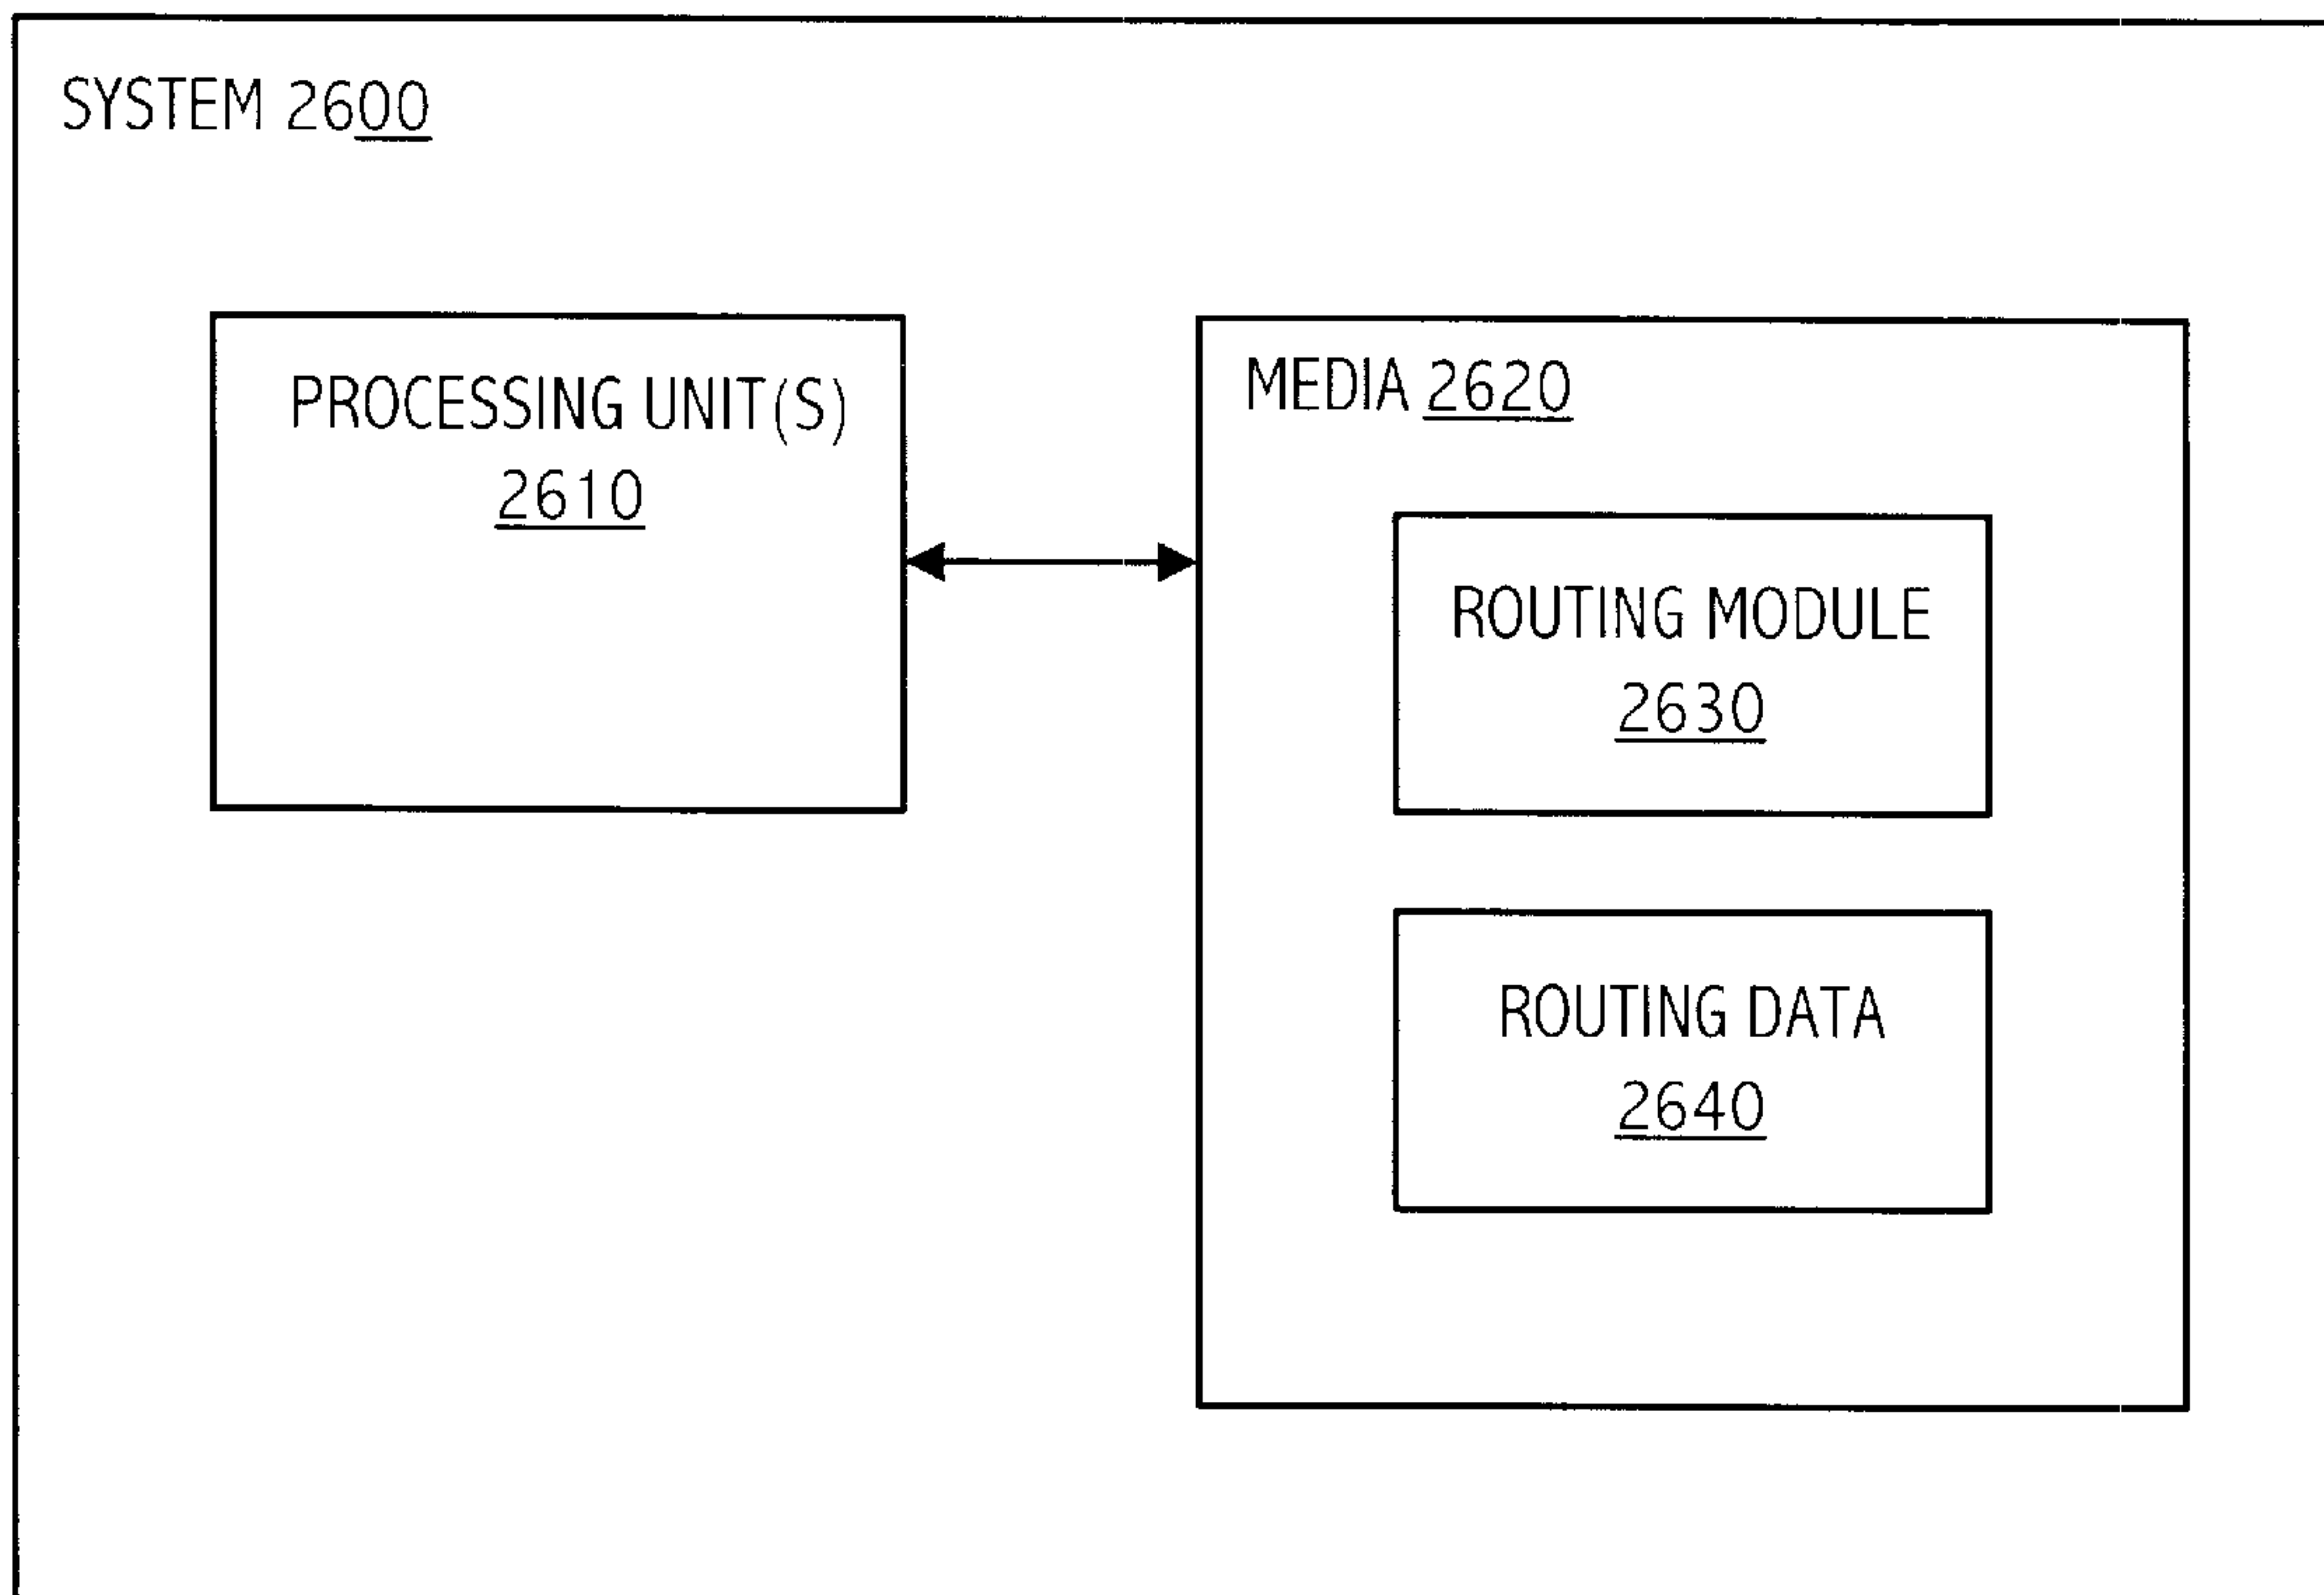 SYSTEM 2600
PROCESSING UNIT(S)
2610
MEDIA 2620
ROUTING MODULE
2630
ROUTING DATA
2640